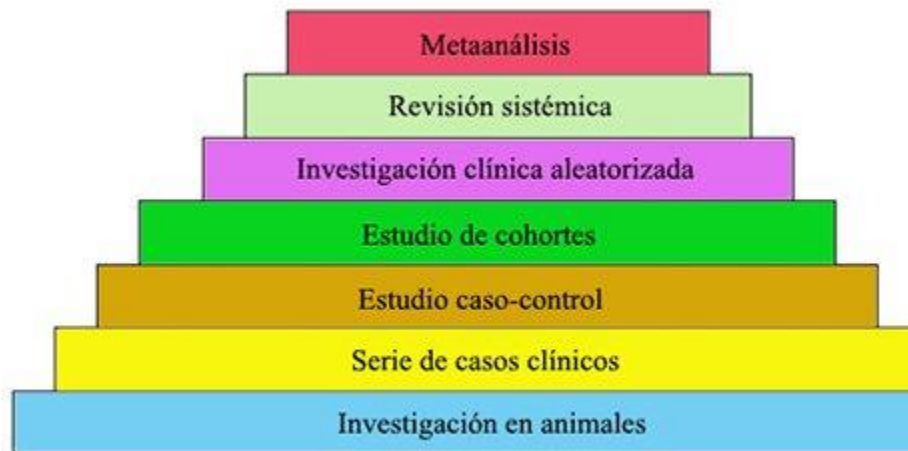 Metaanálisis
Revisión sistémica
Investigación clínica aleatorizada
Estudio de cohortes
Estudio caso-control
Serie de casos clínicos
Investigación en animales